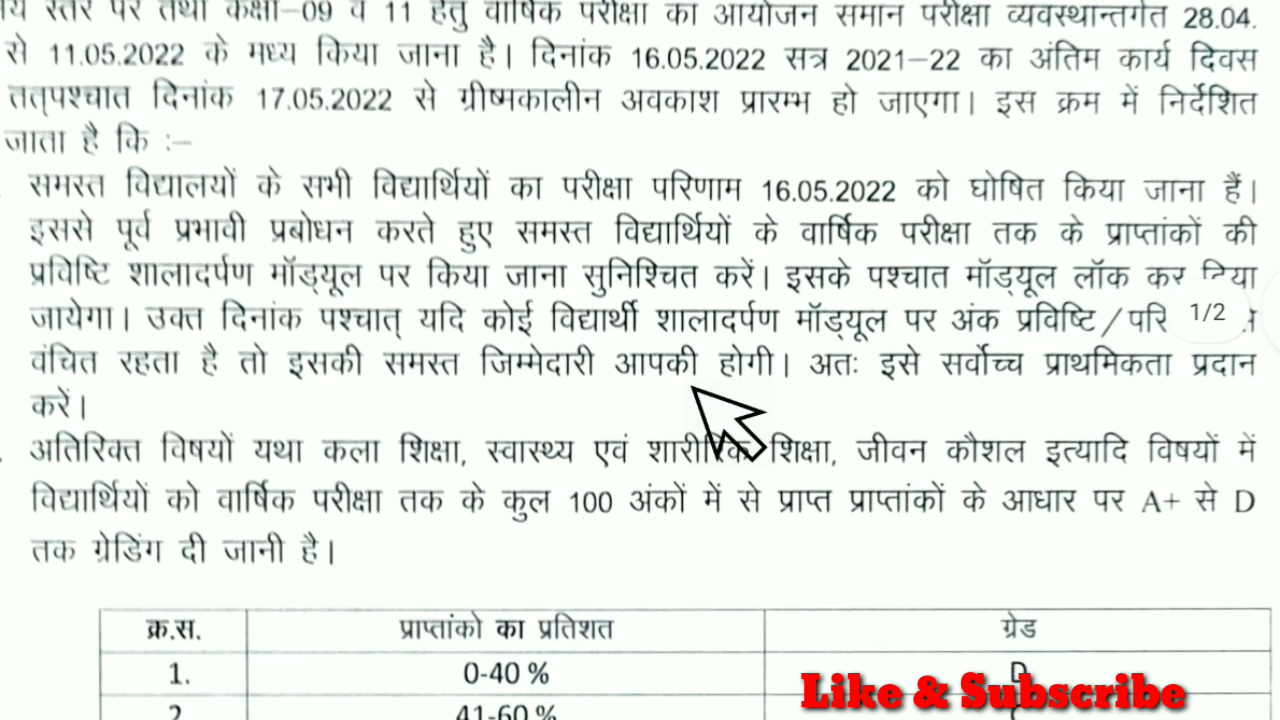 स्तर पर तथा कक्षा–09 व 11 हेतु वार्षिक परीक्षा का आयोजन समान परीक्षा व्यवस्थान्तर्गत 28.04.
से 11.05.2022 के मध्य किया जाना है। दिनांक 16.05.2022 सत्र 2021–22 का अंतिम कार्य दिवस
तत्पश्चात दिनांक 17.05.2022 से ग्रीष्मकालीन अवकाश प्रारम्भ हो जाएगा। इस क्रम में निर्देशित
जाता है कि :–
समस्त विद्यालयों के सभी विद्यार्थियों का परीक्षा परिणाम 16.05.2022 को घोषित किया जाना हैं।
इससे पूर्व प्रभावी प्रबोधन करते हुए समस्त विद्यार्थियों के वार्षिक परीक्षा तक के प्राप्तांकों की
प्रविष्टि शालादर्पण मॉड्यूल पर किया जाना सुनिश्चित करें। इसके पश्चात मॉड्यूल लॉक कर दिया
जायेगा। उक्त दिनांक पश्चात् यदि कोई विद्यार्थी शालादर्पण मॉड्यूल पर अंक प्रविष्टि/परि
1/2
वंचित रहता है तो इसकी समस्त जिम्मेदारी आपकी होगी। अतः इसे सर्वोच्च प्राथमिकता प्रदान
करें।
अतिरिक्त विषयों यथा कला शिक्षा, स्वास्थ्य एवं शारीरिक शिक्षा, जीवन कौशल इत्यादि विषयों में
विद्यार्थियों को वार्षिक परीक्षा तक के कुल 100 अंकों में से प्राप्त प्राप्तांकों के आधार पर A+ से D
तक ग्रेडिंग दी जानी है।
क्र.स. प्राप्तांको का प्रतिशत ग्रेड
1. 0-40 % D
2 41-60 %
Like & Subscribe